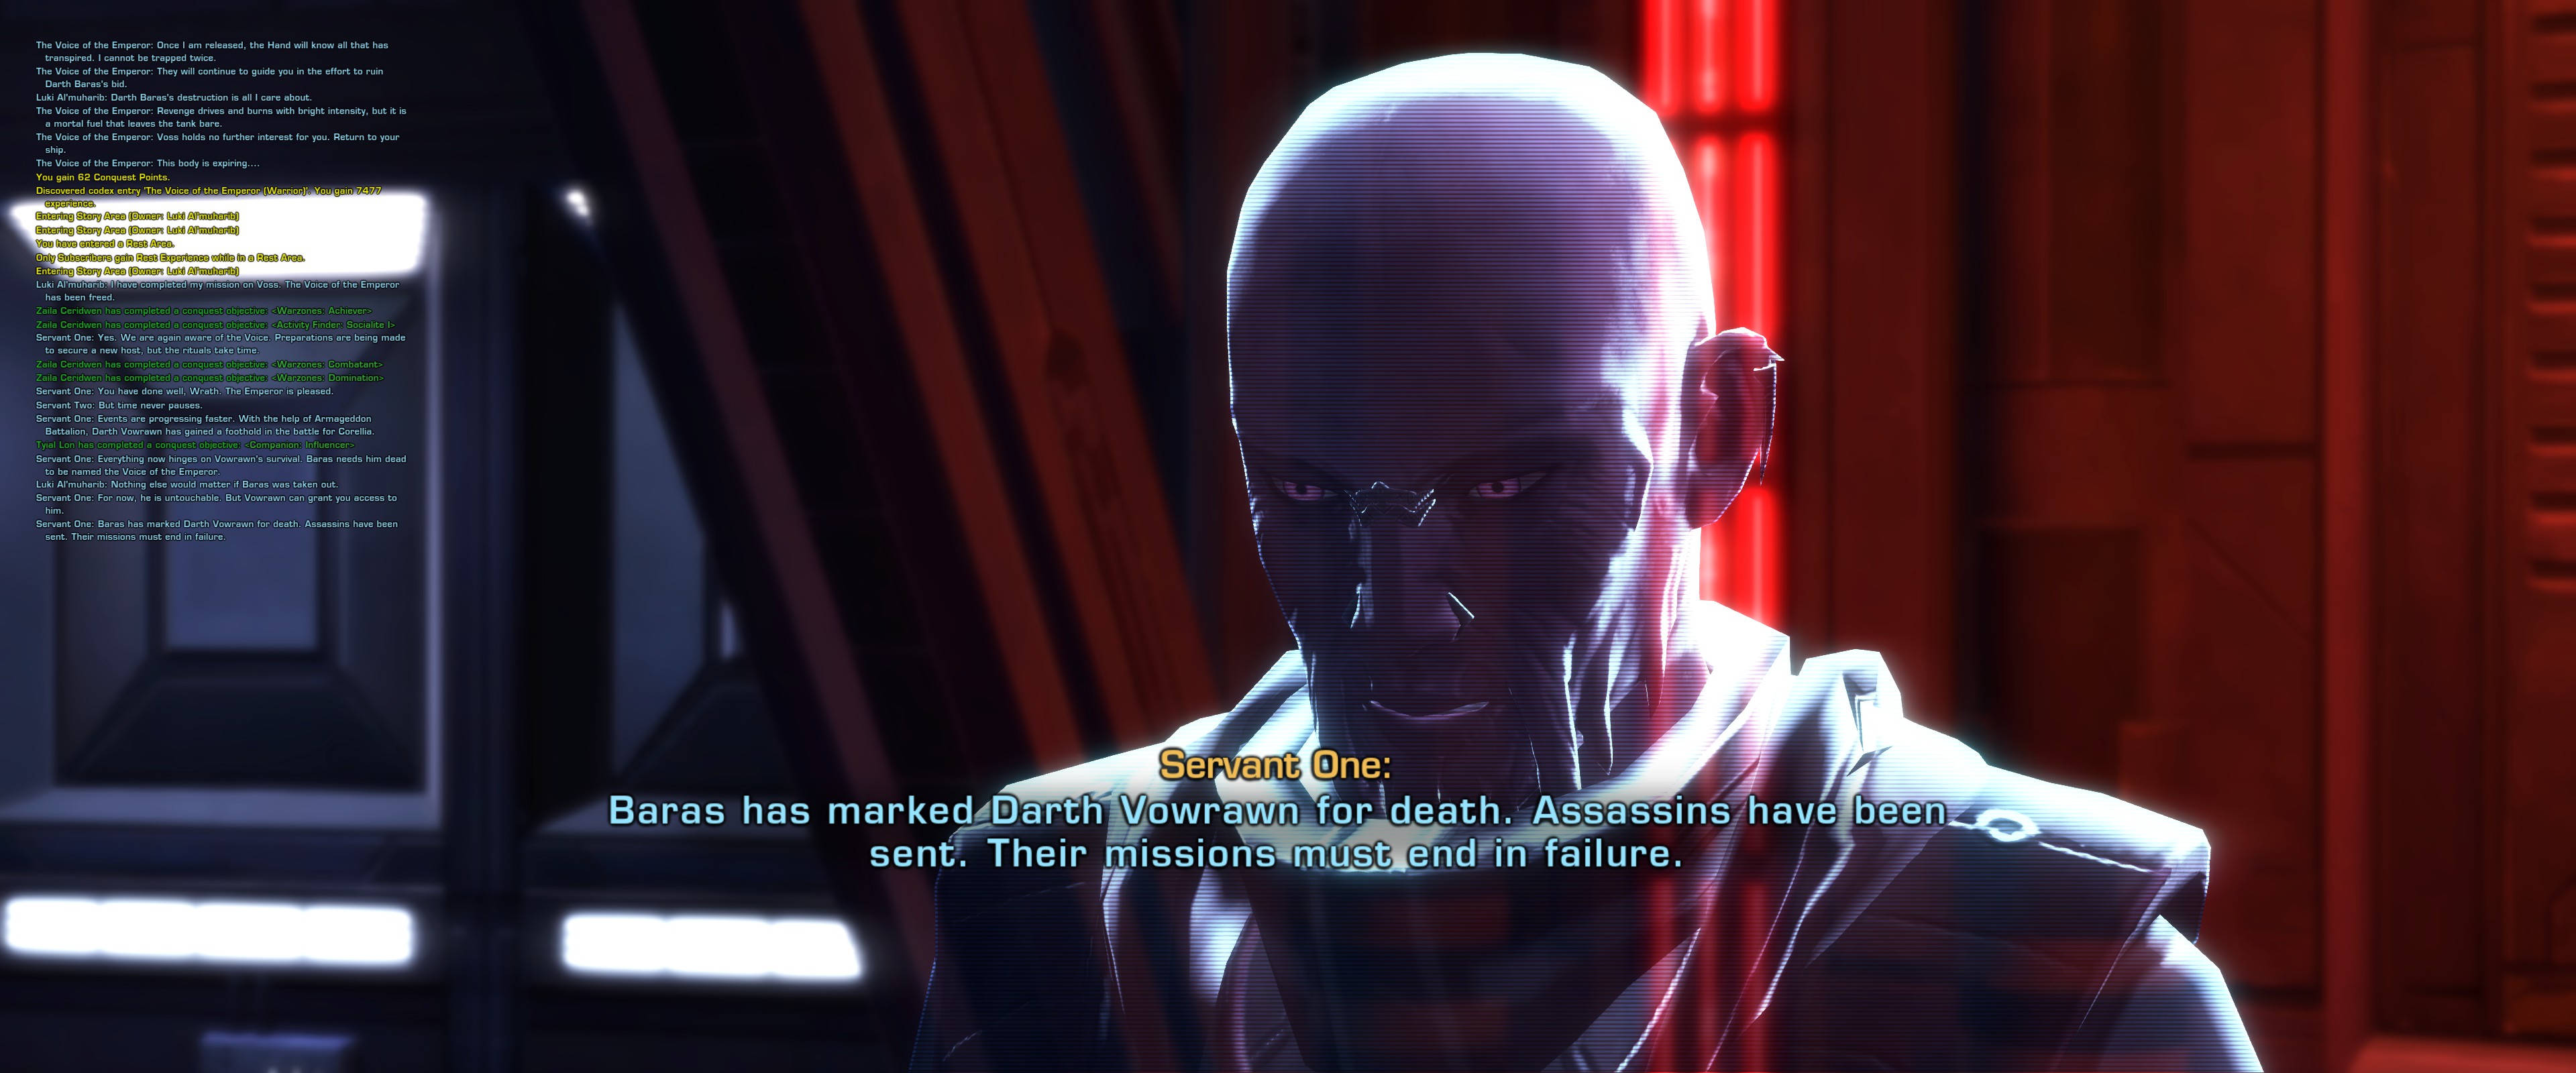 The Voice of the Emperor: Once I am released, the Hand will know all that has
transpired. I cannot be trapped twice.
The Voice of the Emperor: They will continue to guide you in the effort to ruin
Darth Baras's bid.
Luki Al'muharib: Darth Baras's destruction is all I care about.
The Voice of the Emperor: Revenge drives and burns with bright intensity, but it is
a mortal fuel that leaves the tank bare.
The Voice of the Emperor: Voss holds no further interest for you. Return to your
ship.
The Voice of the Emperor: This body is expiring....
You gain 62 Conquest Points.
Discovered codex entry 'The Voice of the Emperor (Warrior)'. You gain 7477
experience.
Entering Story Area (Owner: Luki Al'muharib)
Entering Story Area (Owner: Luki Al'muharib)
You have entered a Rest Area.
Only Subscribers gain Rest Experience while in a Rest Area.
Entering Story Area (Owner: Luki Al'muharib)
Luki Al'muharib: I have completed my mission on Voss. The Voice of the Emperor
has been freed.
Zaila Ceridwen has completed a conquest objective: <Warzones: Achiever>
Zaila Ceridwen has completed a conquest objective: <Activity Finder: Socialite I>
Servant One: Yes. We are again aware of the Voice. Preparations are being made
to secure a new host, but the rituals take time.
Zaila Ceridwen has completed a conquest objective: <Warzones: Combatant>
Zaila Ceridwen has completed a conquest objective: <Warzones: Domination>
Servant One: You have done well, Wrath. The Emperor is pleased.
Servant Two: But time never pauses.
Servant One: Events are progressing faster. With the help of Armageddon
Battalion, Darth Vowrawn has gained a foothold in the battle for Corellia.
Tyial Lon has completed a conquest objective: <Companion: Influencer>
Servant One: Everything now hinges on Vowrawn's survival. Baras needs him dead
to be named the Voice of the Emperor.
Luki Al'muharib: Nothing else would matter if Baras was taken out.
Servant One: For now, he is untouchable. But Vowrawn can grant you access to
him.
Servant One: Baras has marked Darth Vowrawn for death. Assassins have been
sent. Their missions must end in failure.
Servant One:
Baras has marked Darth Vowrawn for death. Assassins have been
sent. Their missions must end in failure.